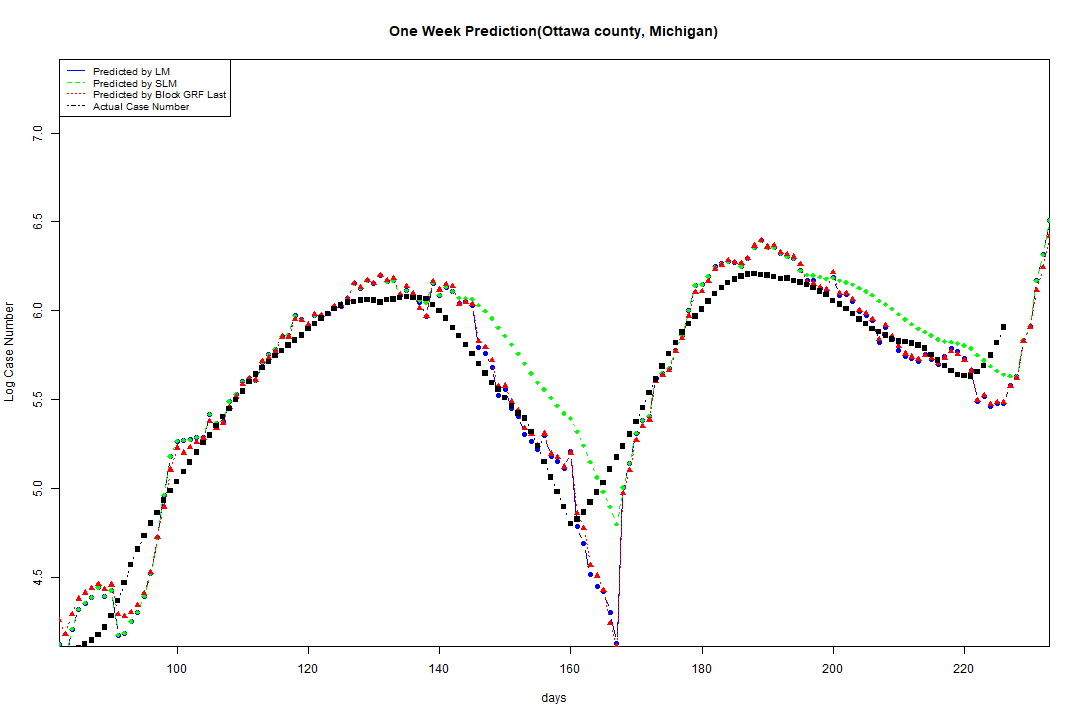 One Week Prediction(Ottawa county, Michigan)
Predicted by LM
Predicted by SLM
Predicted by Block GRF Last
Actual Case Number
Log Case Number
7.0
6.5
6.0
5.5
5.0
4.5
100 120 140 160 180 200 220
days